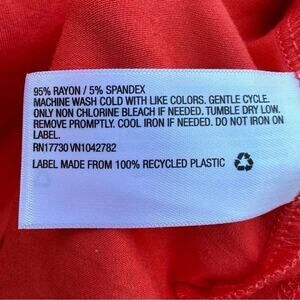 95% RAYON / 5% SPANDEX
MACHINE WASH COLD WITH LIKE COLORS. GENTLE CYCLE.
ONLY NON CHLORINE BLEACH IF NEEDED. TUMBLE DRY LOW.
REMOVE PROMPTLY. COOL IRON IF NEEDED. DO NOT IRON ON
LABEL.
RN17730 VN1042782
LABEL MADE FROM 100% RECYCLED PLASTIC